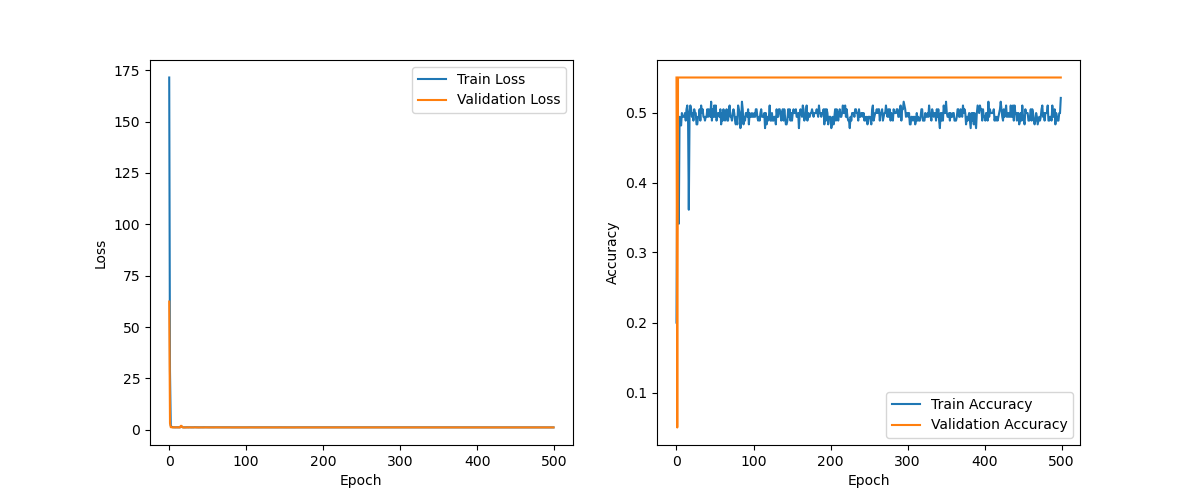 175
150
125
100
75
50
25
0
Loss
0 100 200 300 400 500
Epoch
Train Loss
Validation Loss
0.5
0.4
0.3
0.2
0.1
Accuracy
0 100 200 300 400 500
Epoch
Train Accuracy
Validation Accuracy